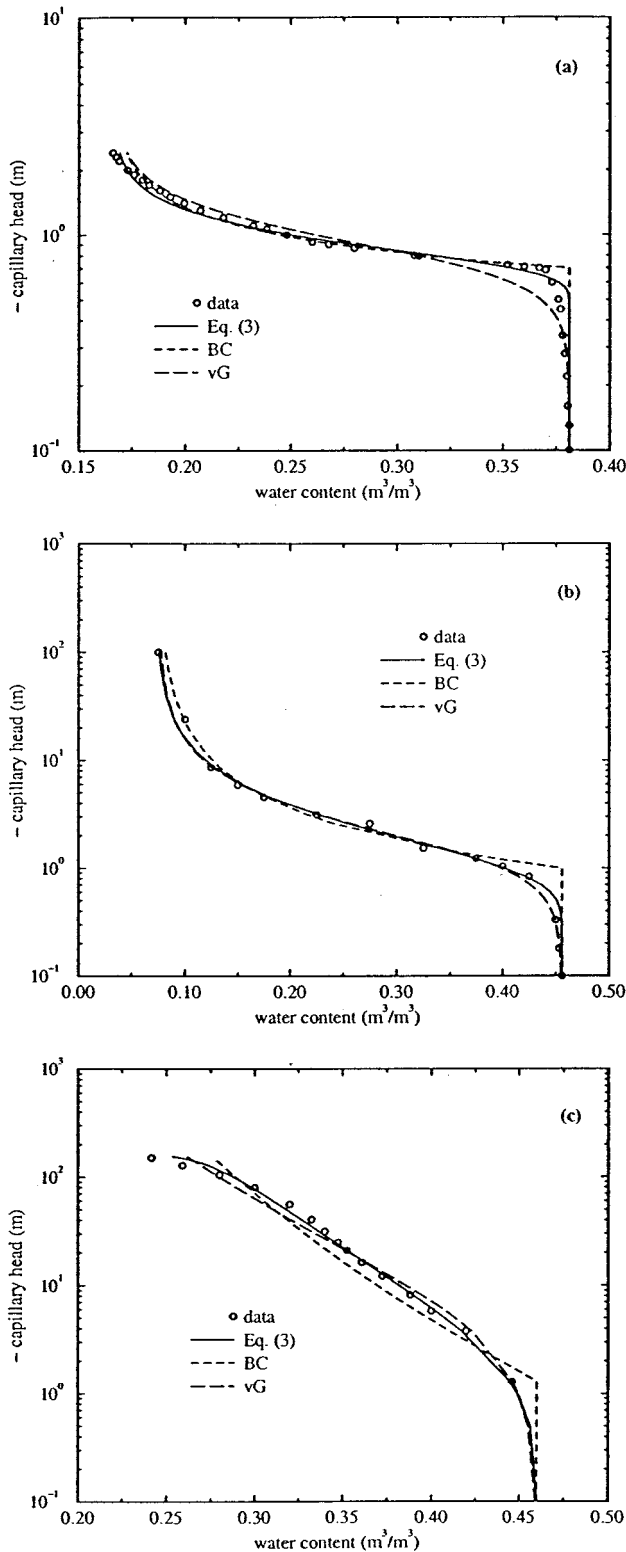 (a)
10¹
10⁰
10⁻¹
− capillary head (m)
data
Eq. (3)
BC
vG
0.15 0.20 0.25 0.30 0.35 0.40
water content (m³/m³)
(b)
10³
10²
10¹
10⁰
10⁻¹
− capillary head (m)
data
Eq. (3)
BC
vG
0.00 0.10 0.20 0.30 0.40 0.50
water content (m³/m³)
(c)
10³
10²
10¹
10⁰
10⁻¹
− capillary head (m)
data
Eq. (3)
BC
vG
0.20 0.25 0.30 0.35 0.40 0.45 0.50
water content (m³/m³)